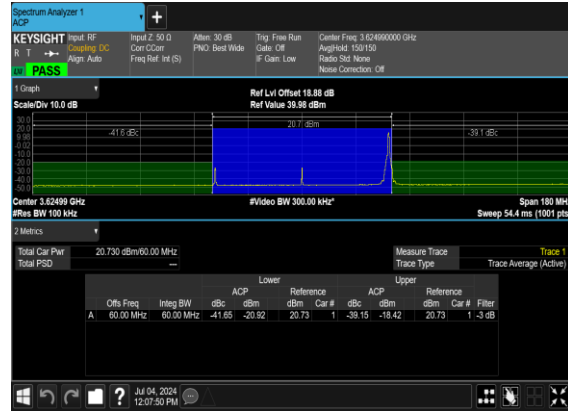 Spectrum Analyzer 1
ACP
KEYSIGHT Input: RF Input Z: 50 Ω Atten: 30 dB Trig: Free Run Center Freq: 3.624990000 GHz
R T Coupling: DC Corr CCorr PNO: Best Wide Gate: Off Avg|Hold: 150/150
Align: Auto Freq Ref: Int (S) IF Gain: Low Radio Std: None
PASS Noise Correction: Off
1 Graph Ref Lvl Offset 18.88 dB
Scale/Div 10.0 dB Ref Value 39.98 dBm
30.0
20.0 20.7 dBm
9.98 -41.6 dBc -39.1 dBc
-0.02
-10.0
-20.0
-30.0
-40.0
-50.0
Center 3.62499 GHz #Video BW 300.00 kHz* Span 180 MH
#Res BW 100 kHz Sweep 54.4 ms (1001 pts
2 Metrics
Total Car Pwr 20.730 dBm/60.00 MHz Measure Trace Trace 1
Total PSD --- Trace Type Trace Average (Active)
Lower Upper
ACP Reference ACP Reference
Offs Freq Integ BW dBc dBm dBm Car # dBc dBm dBm Car # Filter
A 60.00 MHz 60.00 MHz -41.65 -20.92 20.73 1 -39.15 -18.42 20.73 1 -3 dB
Jul 04, 2024
12:07:50 PM